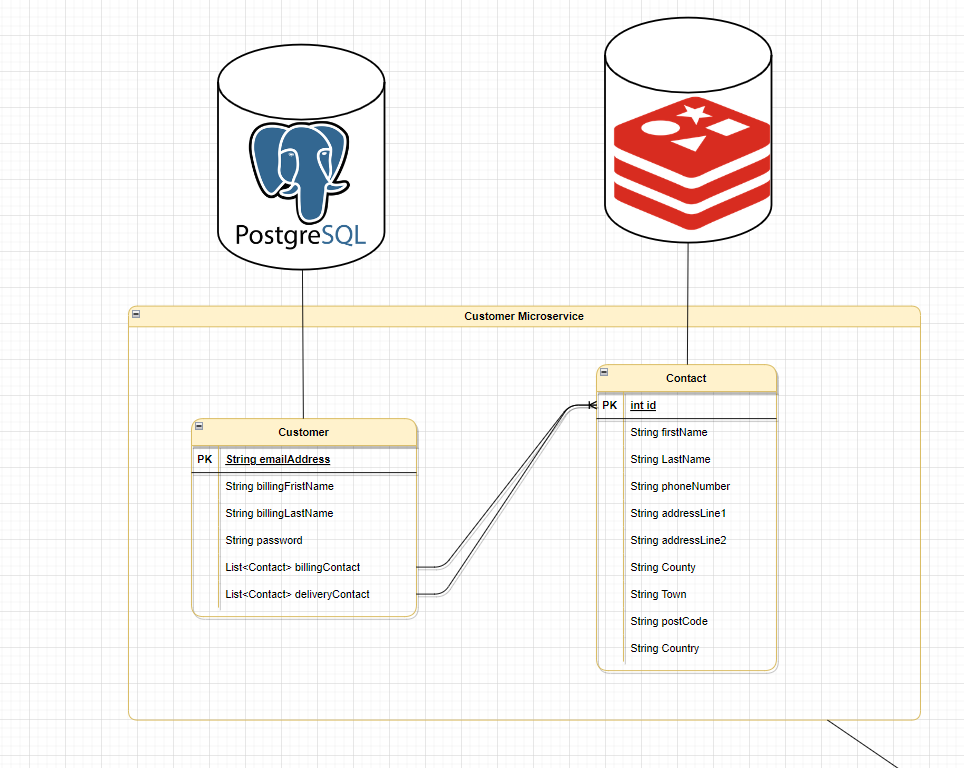 PostgreSQL
Customer Microservice
Customer
PK String emailAddress
String billingFristName
String billingLastName
String password
List<Contact> billingContact
List<Contact> deliveryContact
Contact
PK int id
String firstName
String LastName
String phoneNumber
String addressLine1
String addressLine2
String County
String Town
String postCode
String Country